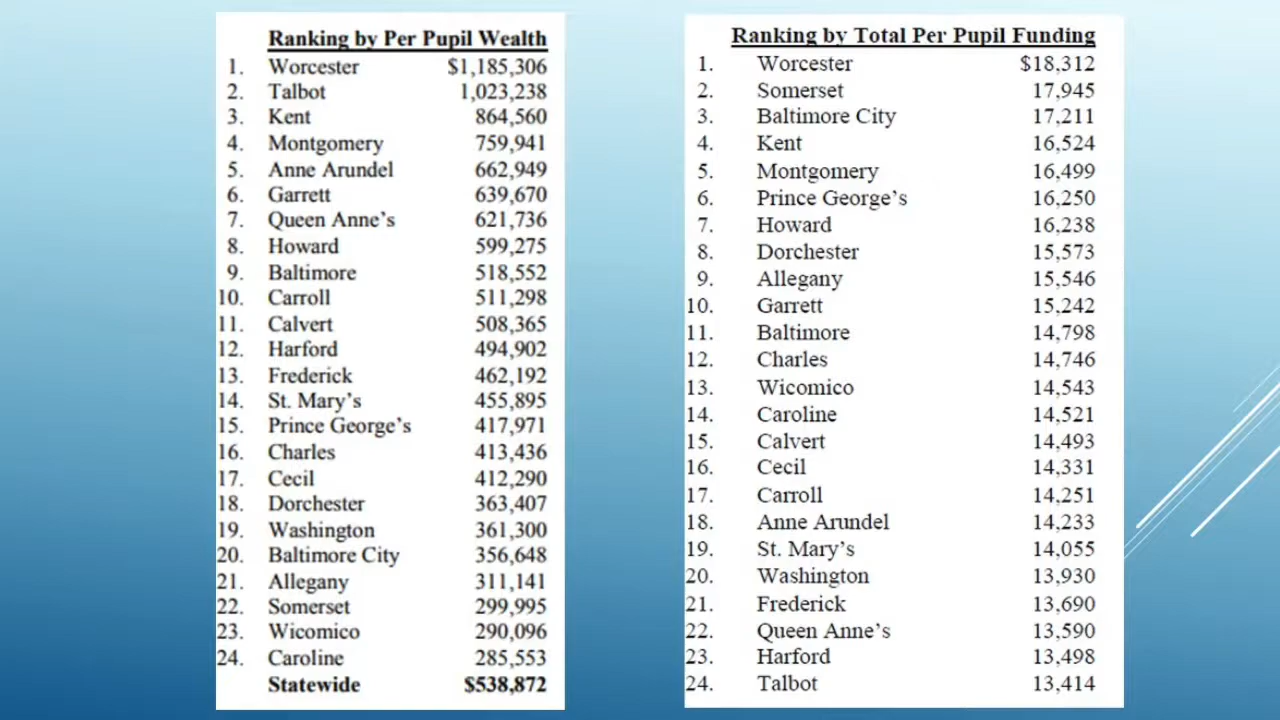 Ranking by Per Pupil Wealth
1. Worcester $1,185,306
2. Talbot 1,023,238
3. Kent 864,560
4. Montgomery 759,941
5. Anne Arundel 662,949
6. Garrett 639,670
7. Queen Anne’s 621,736
8. Howard 599,275
9. Baltimore 518,552
10. Carroll 511,298
11. Calvert 508,365
12. Harford 494,902
13. Frederick 462,192
14. St. Mary’s 455,895
15. Prince George’s 417,971
16. Charles 413,436
17. Cecil 412,290
18. Dorchester 363,407
19. Washington 361,300
20. Baltimore City 356,648
21. Allegany 311,141
22. Somerset 299,995
23. Wicomico 290,096
24. Caroline 285,553
Statewide $538,872
Ranking by Total Per Pupil Funding
1. Worcester $18,312
2. Somerset 17,945
3. Baltimore City 17,211
4. Kent 16,524
5. Montgomery 16,499
6. Prince George’s 16,250
7. Howard 16,238
8. Dorchester 15,573
9. Allegany 15,546
10. Garrett 15,242
11. Baltimore 14,798
12. Charles 14,746
13. Wicomico 14,543
14. Caroline 14,521
15. Calvert 14,493
16. Cecil 14,331
17. Carroll 14,251
18. Anne Arundel 14,233
19. St. Mary’s 14,055
20. Washington 13,930
21. Frederick 13,690
22. Queen Anne’s 13,590
23. Harford 13,498
24. Talbot 13,414